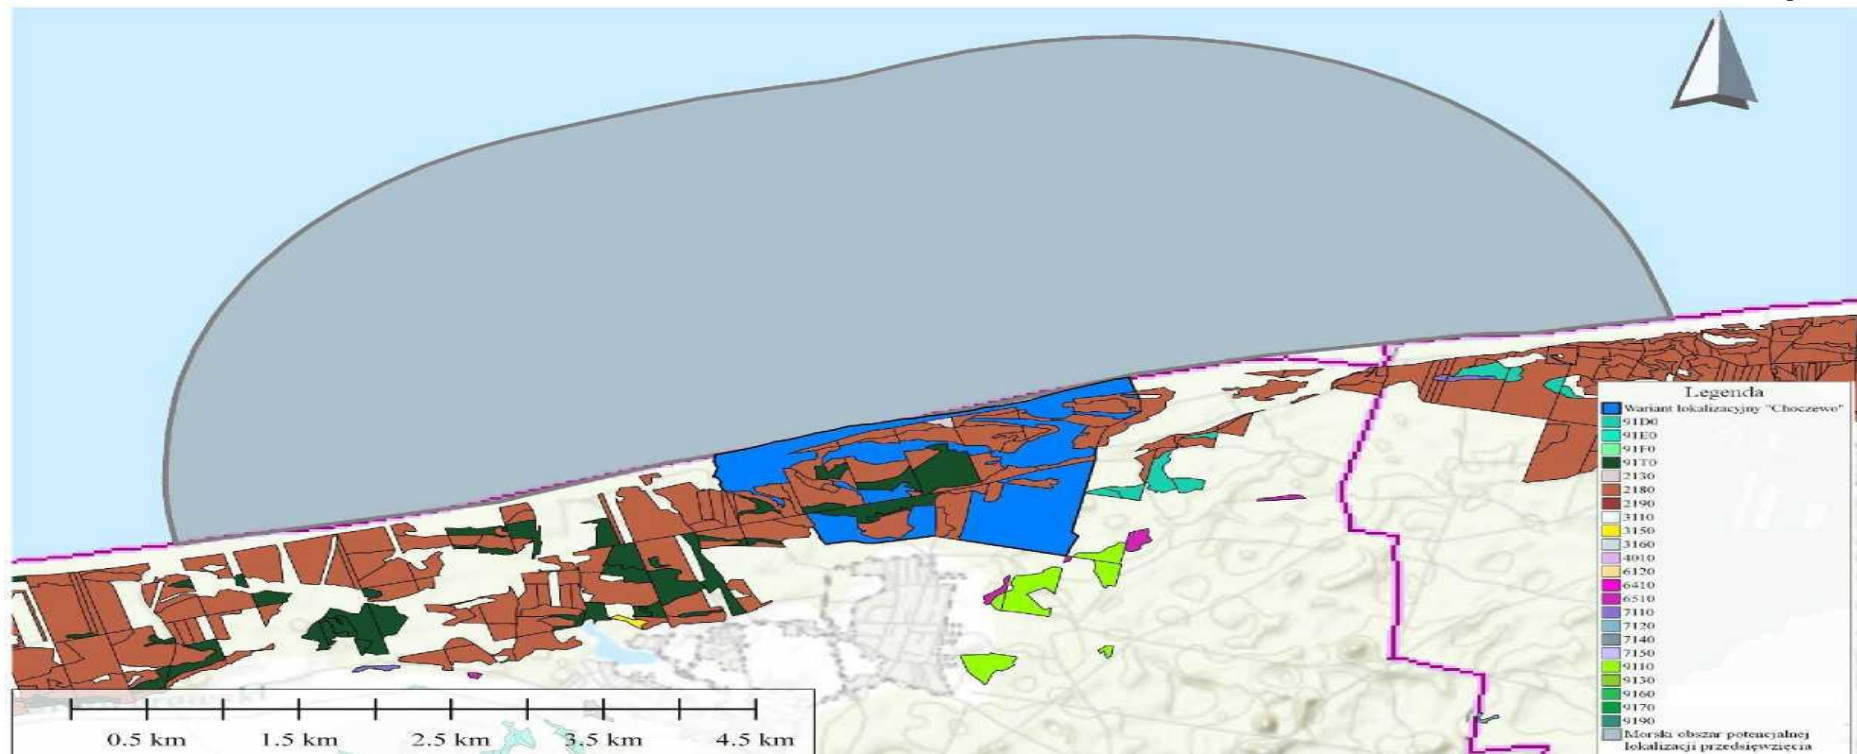 Legenda
Wariant lokalizacyjny "Choczewo"
91D0
91E0
91F0
91T0
2130
2180
2190
3110
3150
3160
4010
6120
6410
6510
7110
7120
7140
7150
9110
9130
9160
9170
9190
Morski obszar potencjalnej
lokalizacji przedsięwzięcia
0.5 km 1.5 km 2.5 km 3.5 km 4.5 km